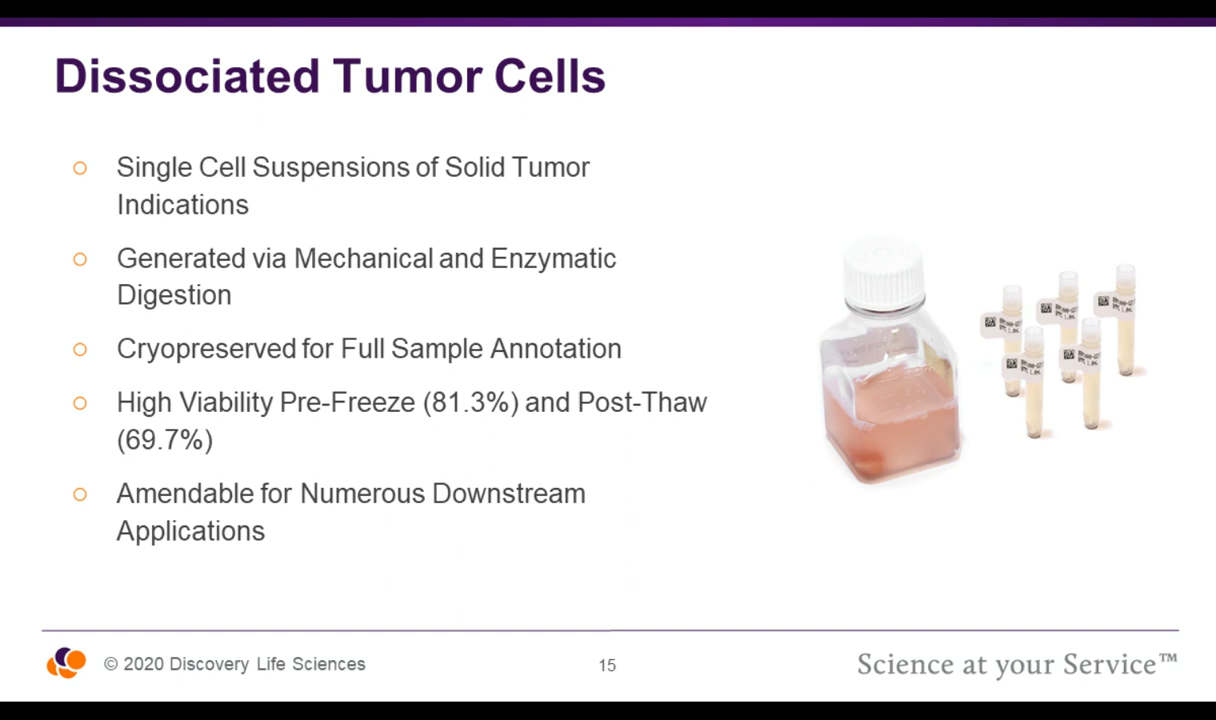 Dissociated Tumor Cells
Single Cell Suspensions of Solid Tumor
Indications
Generated via Mechanical and Enzymatic
Digestion
Cryopreserved for Full Sample Annotation
High Viability Pre-Freeze (81.3%) and Post-Thaw
(69.7%)
Amendable for Numerous Downstream
Applications
© 2020 Discovery Life Sciences
15
Science at your Service™